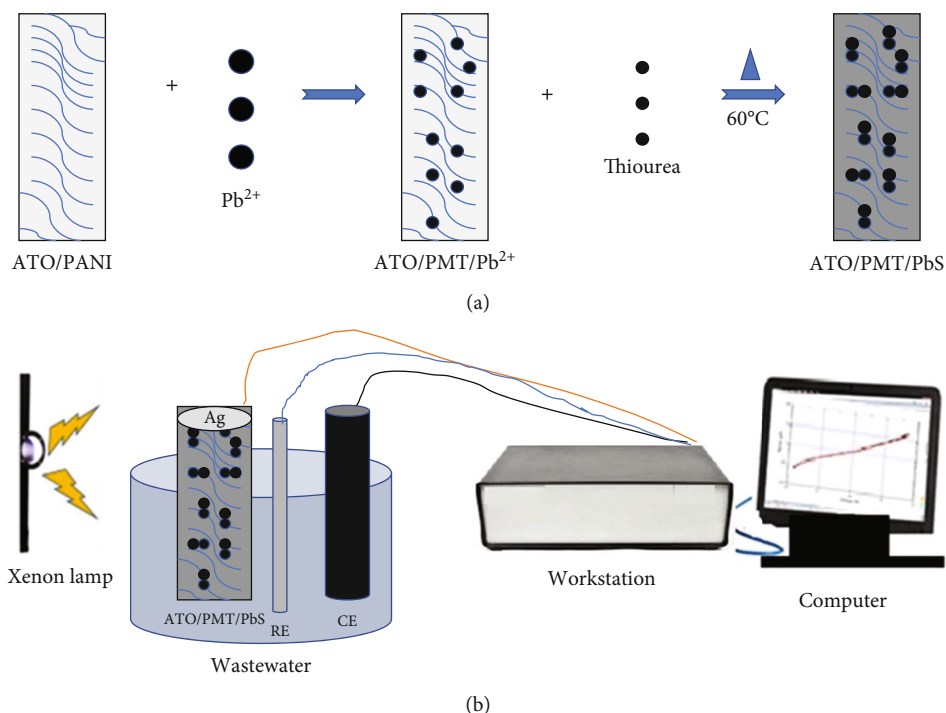 +
+
60°C
Thiourea
Pb²⁺
ATO/PANI
ATO/PMT/Pb²⁺
ATO/PMT/PbS
(a)
Ag
Xenon lamp
ATO/PMT/PbS
RE
CE
Workstation
Computer
Wastewater
(b)